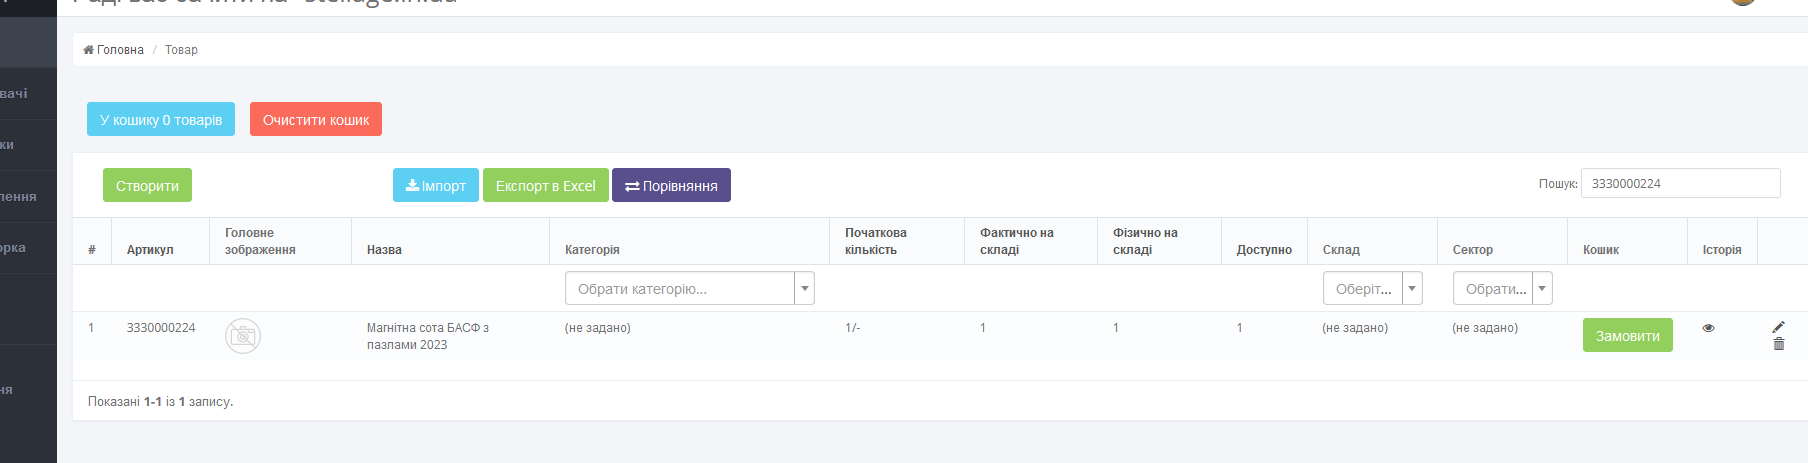 Головна / Товар
вачі
ки
лення
орка
ня
У кошику 0 товарів
Очистити кошик
Створити
Імпорт
Експорт в Excel
Порівняння
Пошук: 3330000224
#
Артикул
Головне
зображення
Назва
Категорія
Початкова
кількість
Фактично на
складі
Фізично на
складі
Доступно
Склад
Сектор
Кошик
Історія
Обрати категорію...
Оберіт...
Обрати...
1
3330000224
Магнітна сота БАСФ з
пазлами 2023
(не задано)
1/-
1
1
1
(не задано)
(не задано)
Замовити
Показані 1-1 із 1 запису.